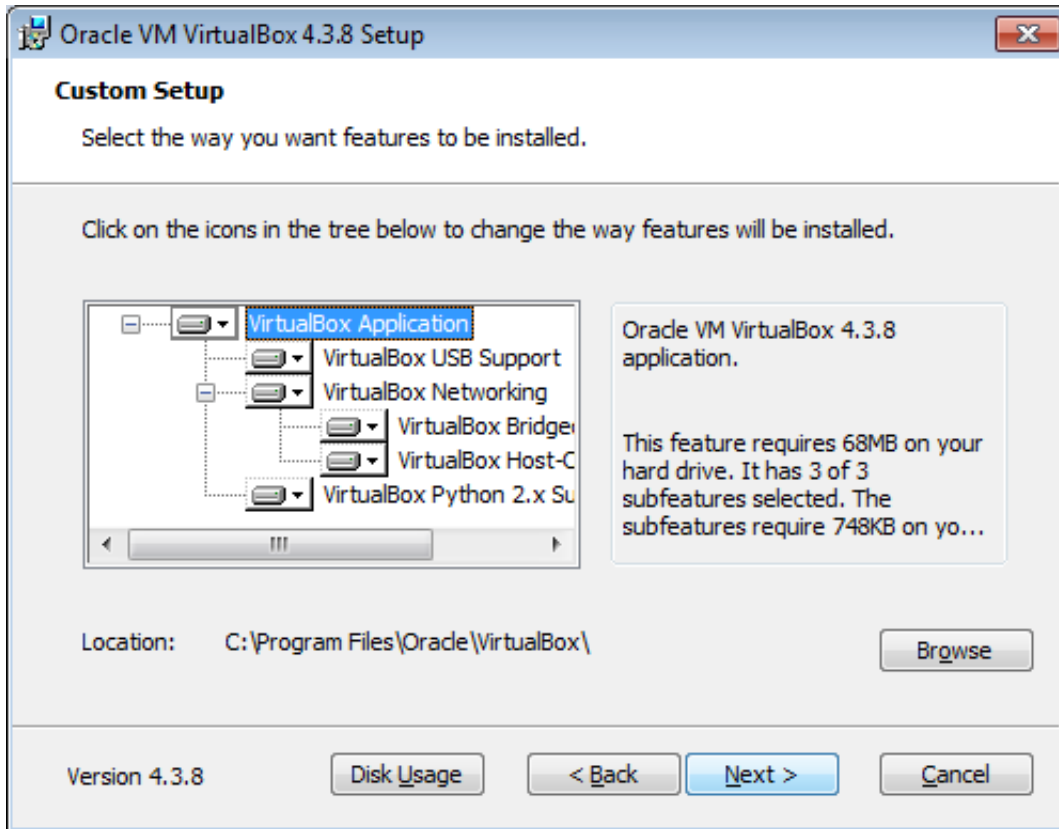 Oracle VM VirtualBox 4.3.8 Setup
Custom Setup
Select the way you want features to be installed.
Click on the icons in the tree below to change the way features will be installed.
VirtualBox Application
VirtualBox USB Support
VirtualBox Networking
VirtualBox Bridge
VirtualBox Host-
VirtualBox Python 2.x Su
Oracle VM VirtualBox 4.3.8
application.
This feature requires 68MB on your
hard drive. It has 3 of 3
subfeatures selected. The
subfeatures require 748KB on yo...
Location: C:\Program Files\Oracle\VirtualBox\
Browse
Version 4.3.8 Disk Usage < Back Next > Cancel